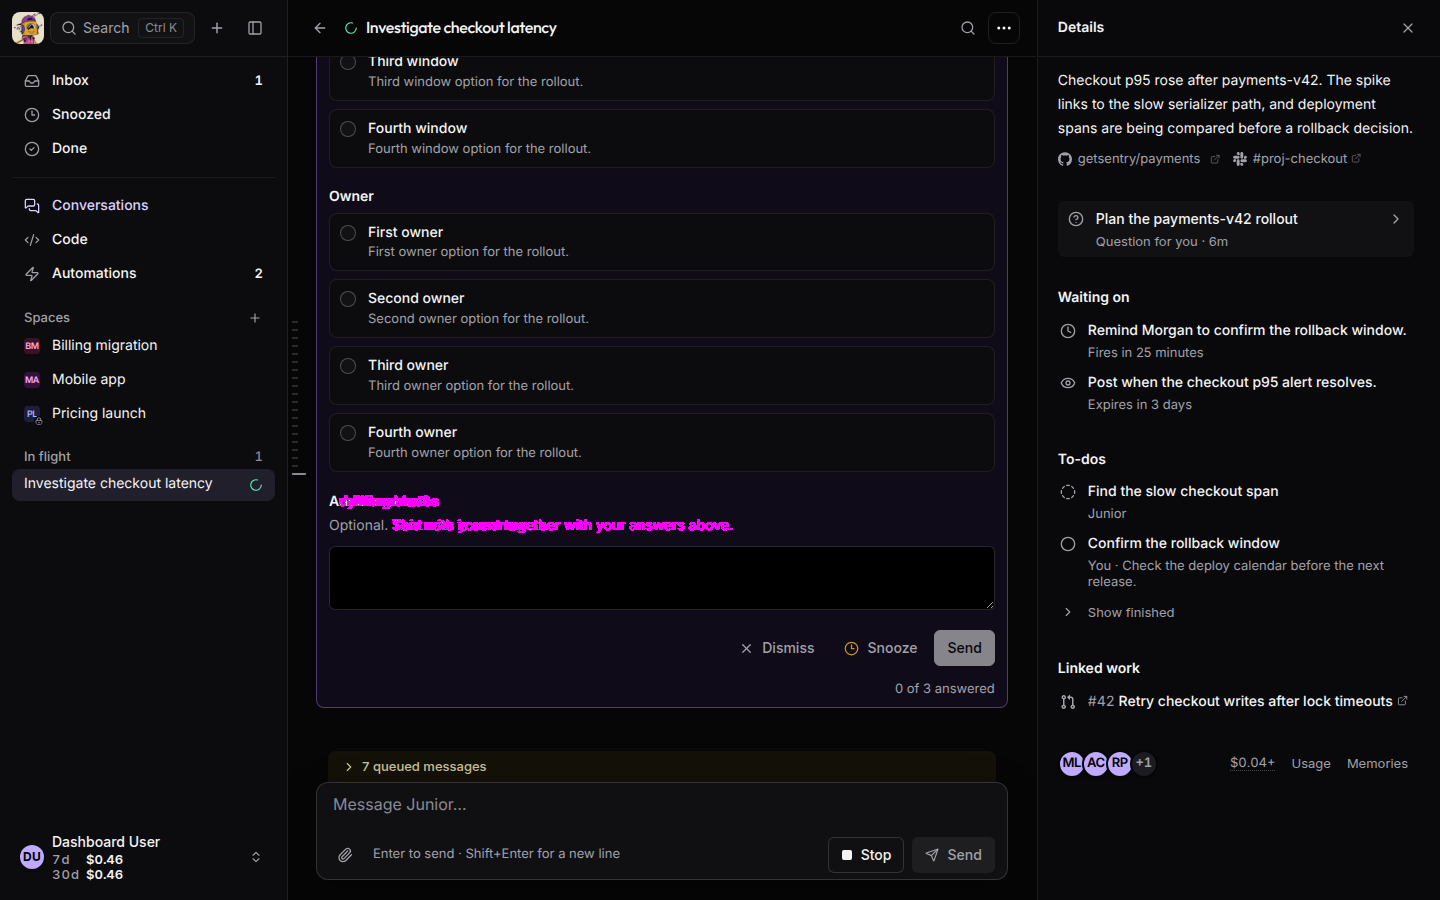 Search Ctrl K
Inbox 1
Snoozed
Done
Conversations
Code
Automations 2
Spaces
BM Billing migration
MA Mobile app
PL Pricing launch
In flight 1
Investigate checkout latency
DU Dashboard User
7d $0.46
30d $0.46
Investigate checkout latency
Third window
Third window option for the rollout.
Fourth window
Fourth window option for the rollout.
Owner
First owner
First owner option for the rollout.
Second owner
Second owner option for the rollout.
Third owner
Third owner option for the rollout.
Fourth owner
Fourth owner option for the rollout.
Optional. together with your answers above.
Dismiss Snooze Send
0 of 3 answered
7 queued messages
Message Junior...
Enter to send · Shift+Enter for a new line
Stop Send
Details
Checkout p95 rose after payments-v42. The spike
links to the slow serializer path, and deployment
spans are being compared before a rollback decision.
getsentry/payments #proj-checkout
Plan the payments-v42 rollout
Question for you · 6m
Waiting on
Remind Morgan to confirm the rollback window.
Fires in 25 minutes
Post when the checkout p95 alert resolves.
Expires in 3 days
To-dos
Find the slow checkout span
Junior
Confirm the rollback window
You · Check the deploy calendar before the next
release.
Show finished
Linked work
#42 Retry checkout writes after lock timeouts
ML AC RP +1 $0.04+ Usage Memories